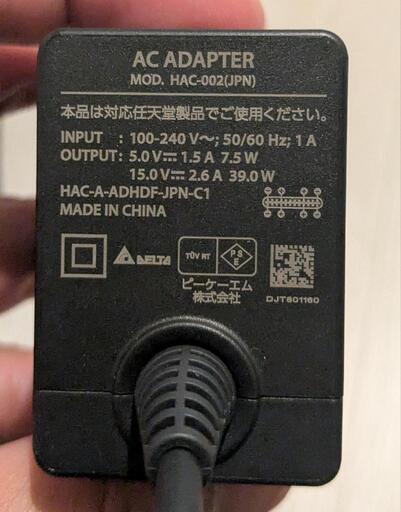 AC ADAPTER
MOD. HAC-002(JPN)
本品は対応任天堂製品でご使用ください。
INPUT : 100-240 V～; 50/60 Hz; 1 A
OUTPUT: 5.0 V⎓ 1.5 A 7.5 W
15.0 V⎓ 2.6 A 39.0 W
HAC-A-ADHDF-JPN-C1
MADE IN CHINA
DELTA
TÜV RT
PSE
ピーケーエム
株式会社
DJT601160